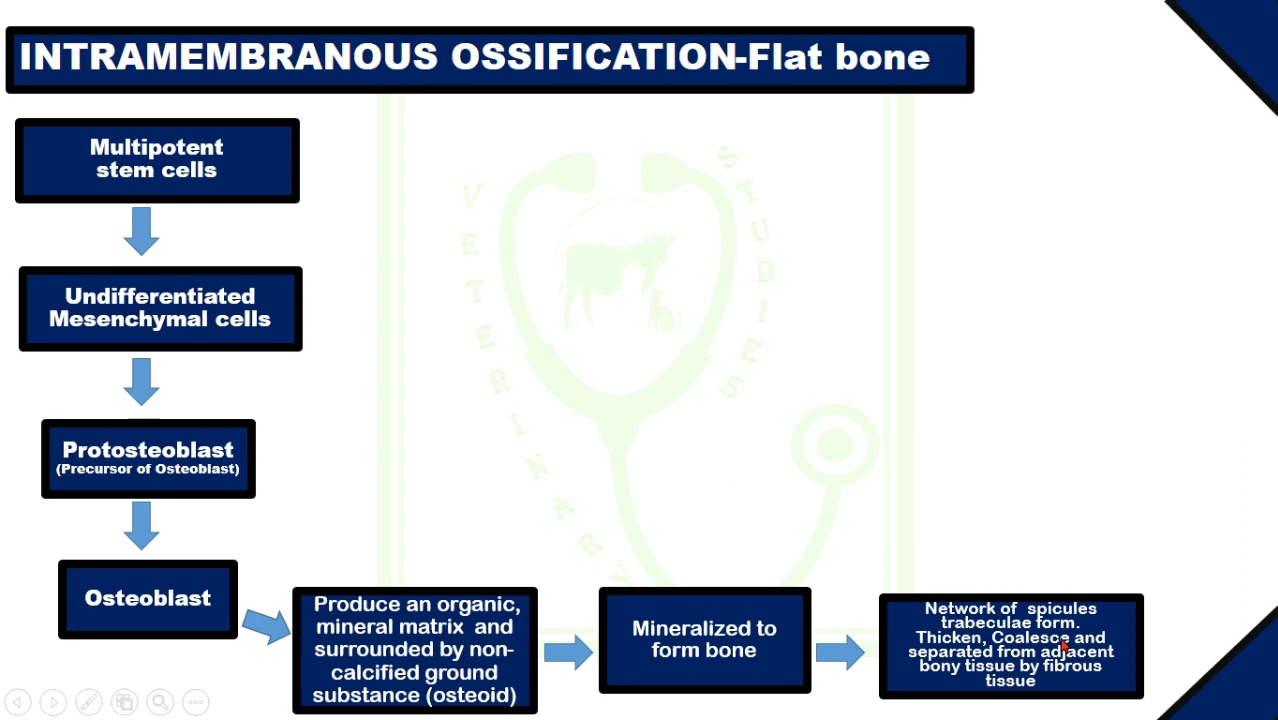 INTRAMEMBRANOUS OSSIFICATION-Flat bone
Multipotent
stem cells
Undifferentiated
Mesenchymal cells
Protosteoblast
(Precursor of Osteoblast)
Osteoblast
Produce an organic,
mineral matrix and
surrounded by non-
calcified ground
substance (osteoid)
Mineralized to
form bone
Network of spicules
trabeculae form.
Thicken, Coalesce and
separated from adjacent
bony tissue by fibrous
tissue
VETERINARY
STUDIES